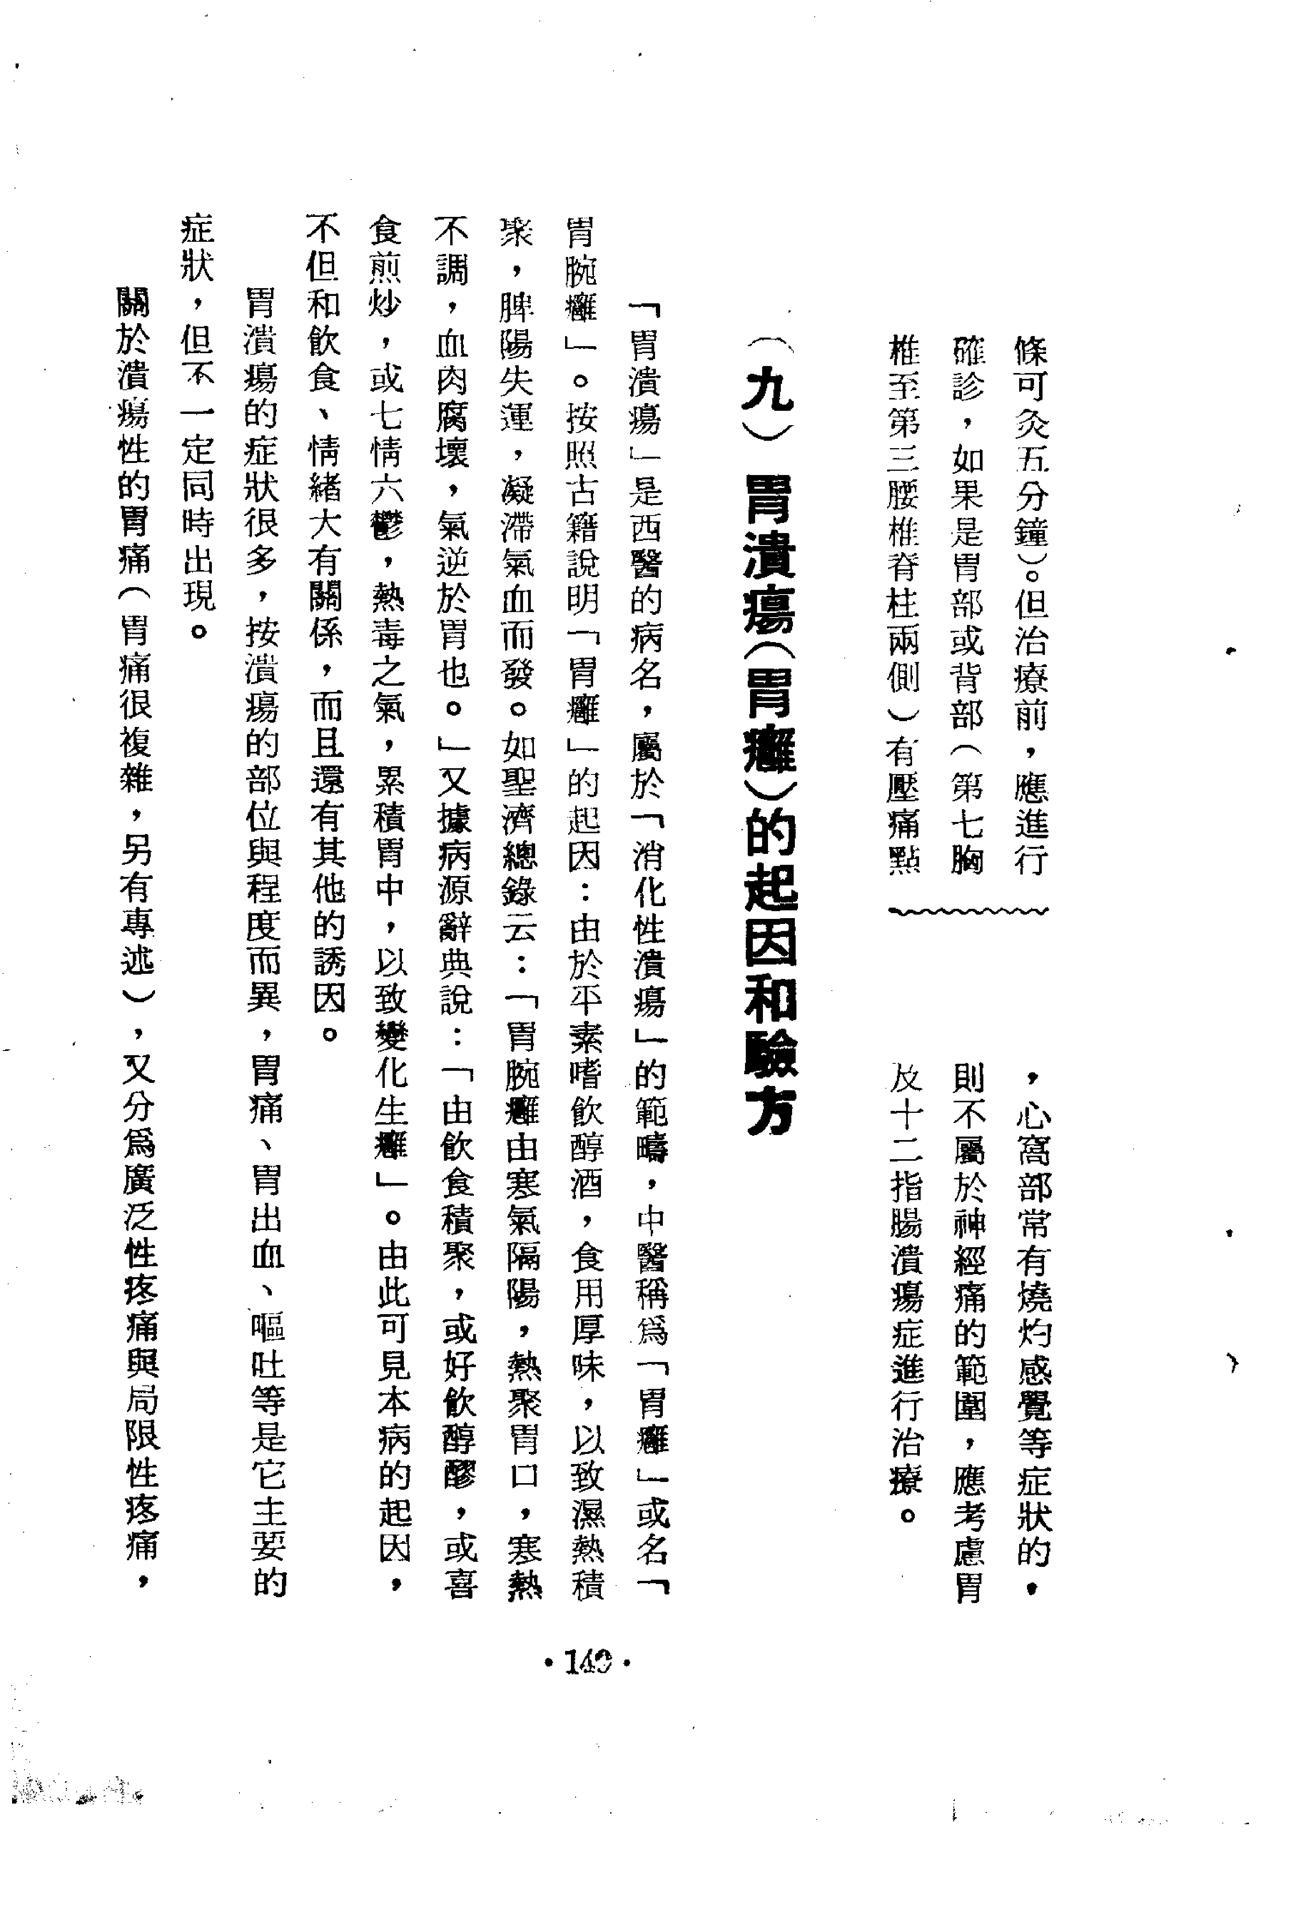 條可灸五分鐘)。但治療前，應進行
確診，如果是胃部或背部（第七胸
椎至第三腰椎脊柱兩側）有壓痛點
，心窩部常有燒灼感覺等症狀的，
則不屬於神經痛的範圍，應考慮胃
及十二指腸潰瘍症進行治療。
（九）胃潰瘍（胃癰）的起因和驗方
「胃潰瘍」是西醫的病名，屬於「消化性潰瘍」的範疇，中醫稱爲「胃癰」或名「
胃腕癰」。按照古籍說明「胃癰」的起因：由於平素嗜飲醇酒，食用厚味，以致濕熱積
聚，脾陽失運，凝滯氣血而發。如聖濟總錄云：「胃腕癰由寒氣隔陽，熱聚胃口，寒熱
不調，血肉腐壞，氣逆於胃也。」又據病源辭典說：「由飲食積聚，或好飲醇醪，或喜
食煎炒，或七情六鬱，熱毒之氣，累積胃中，以致變化生癰」。由此可見本病的起因，
不但和飲食、情緒大有關係，而且還有其他的誘因。
胃潰瘍的症狀很多，按潰瘍的部位與程度而異，胃痛、胃出血、嘔吐等是它主要的
症狀，但不一定同時出現。
關於潰瘍性的胃痛（胃痛很複雜，另有專述），又分爲廣泛性疼痛與局限性疼痛，